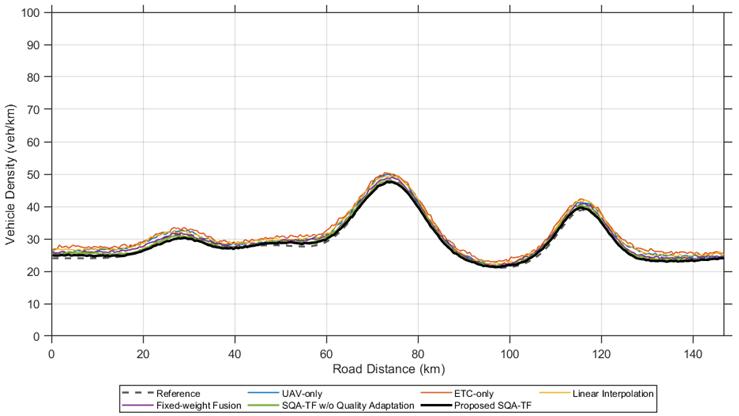 100
90
80
70
60
50
40
30
20
10
0
Vehicle Density (veh/km)
0 20 40 60 80 100 120 140
Road Distance (km)
Reference UAV-only ETC-only Linear Interpolation
Fixed-weight Fusion SQA-TF w/o Quality Adaptation Proposed SQA-TF